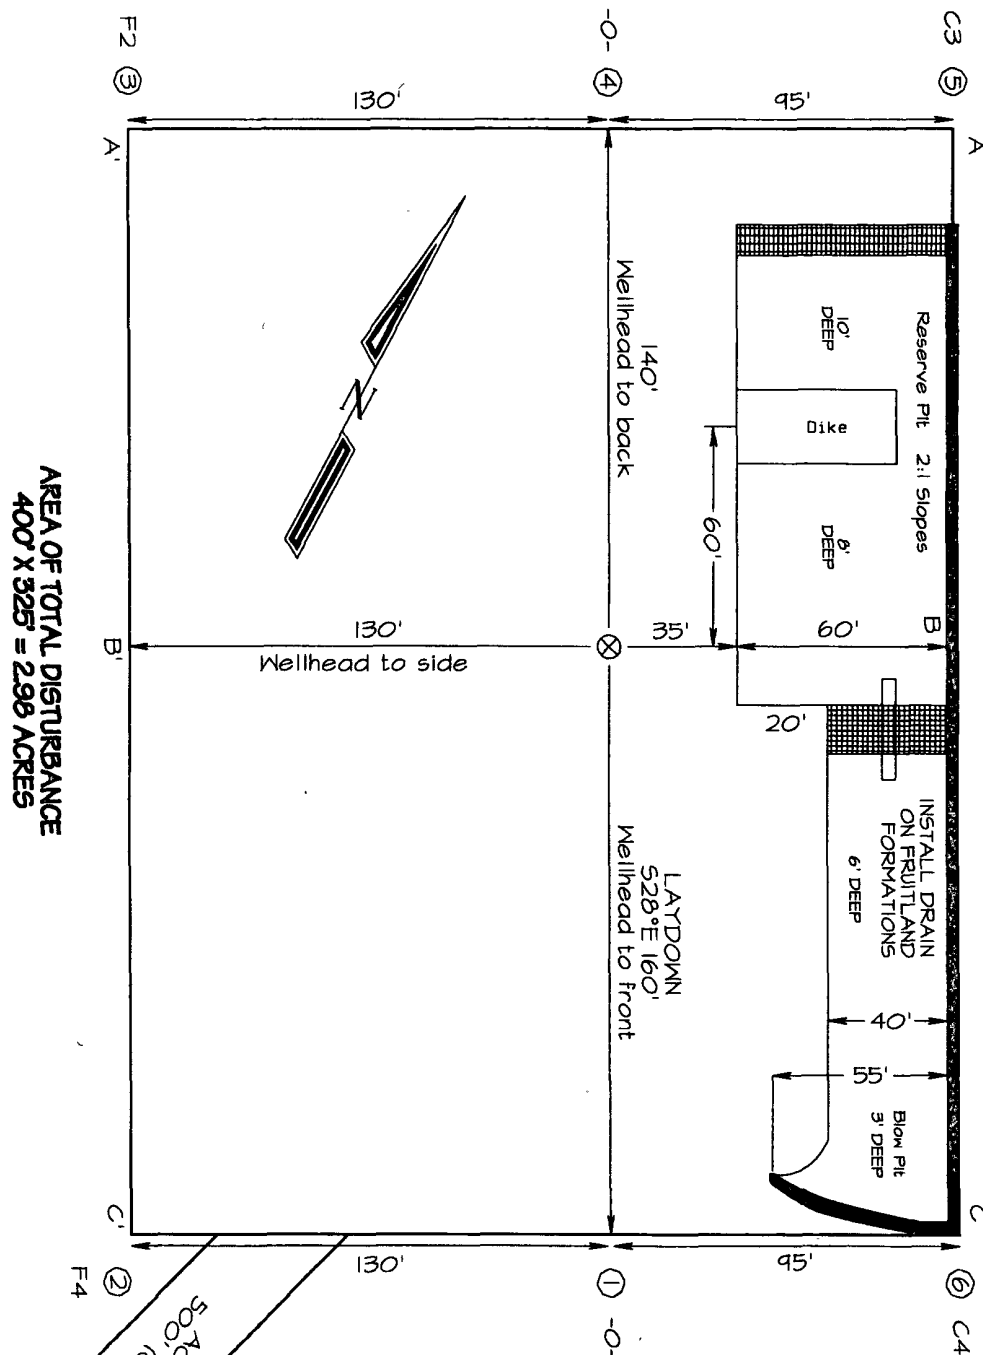 F2 ③
-0- ④
C3 ⑤
130'
95'
A'
A
140'
Wellhead to back
10'
DEEP
Reserve Pit 2:1 Slopes
Dike
8'
DEEP
60'
N
B'
130'
Wellhead to side
35'
60'
B
20'
AREA OF TOTAL DISTURBANCE
400' X 325' = 2.98 ACRES
LAYDOWN
S28°E 160'
Wellhead to front
INSTALL DRAIN
ON FRUITLAND
FORMATIONS
6' DEEP
40'
55'
Blow Pit
3' DEEP
C'
C
130'
95'
F4 ②
① -0-
⑥ C4
500'